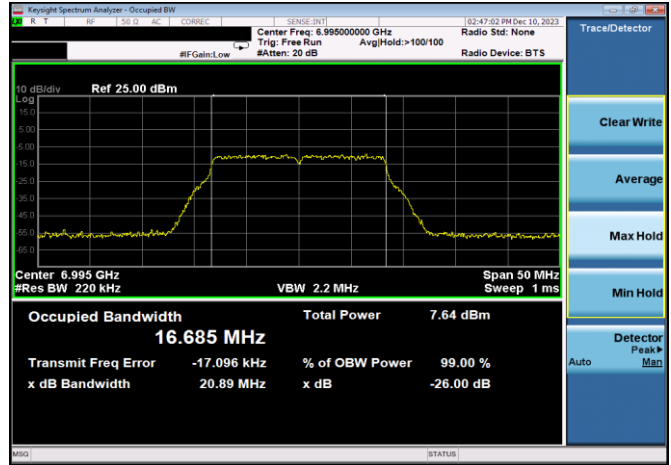 Keysight Spectrum Analyzer - Occupied BW
R T RF 50 Ω AC CORREC SENSE:INT 02:47:02 PM Dec 10, 2023
Center Freq: 6.995000000 GHz Radio Std: None
Trig: Free Run Avg|Hold:>100/100
#IFGain:Low #Atten: 20 dB Radio Device: BTS
Trace/Detector
10 dB/div Ref 25.00 dBm
Log
15.0
5.00
-5.00
-15.0
-25.0
-35.0
-45.0
-55.0
-65.0
Center 6.995 GHz Span 50 MHz
#Res BW 220 kHz VBW 2.2 MHz Sweep 1 ms
Occupied Bandwidth Total Power 7.64 dBm
16.685 MHz
Transmit Freq Error -17.096 kHz % of OBW Power 99.00 %
x dB Bandwidth 20.89 MHz x dB -26.00 dB
Clear Write
Average
Max Hold
Min Hold
Detector
Peak▶
Auto Man
MSG STATUS